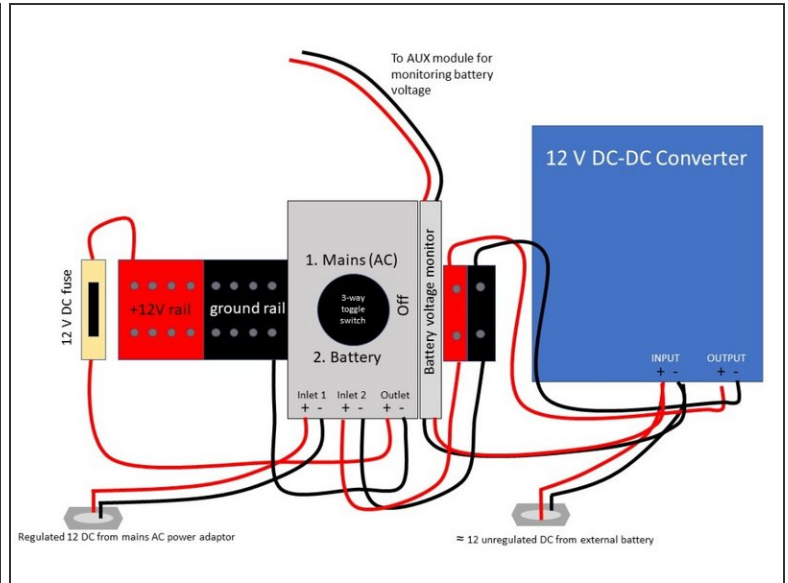 To AUX module for
monitoring battery
voltage
12 V DC-DC Converter
1. Mains (AC)
12 V DC fuse
+12V rail
ground rail
3-way
toggle
switch
Off
Battery voltage monitor
2. Battery
INPUT
OUTPUT
+ -
+ -
Inlet 1
Inlet 2
Outlet
+ -
+ -
+ -
Regulated 12 DC from mains AC power adaptor
≈ 12 unregulated DC from external battery